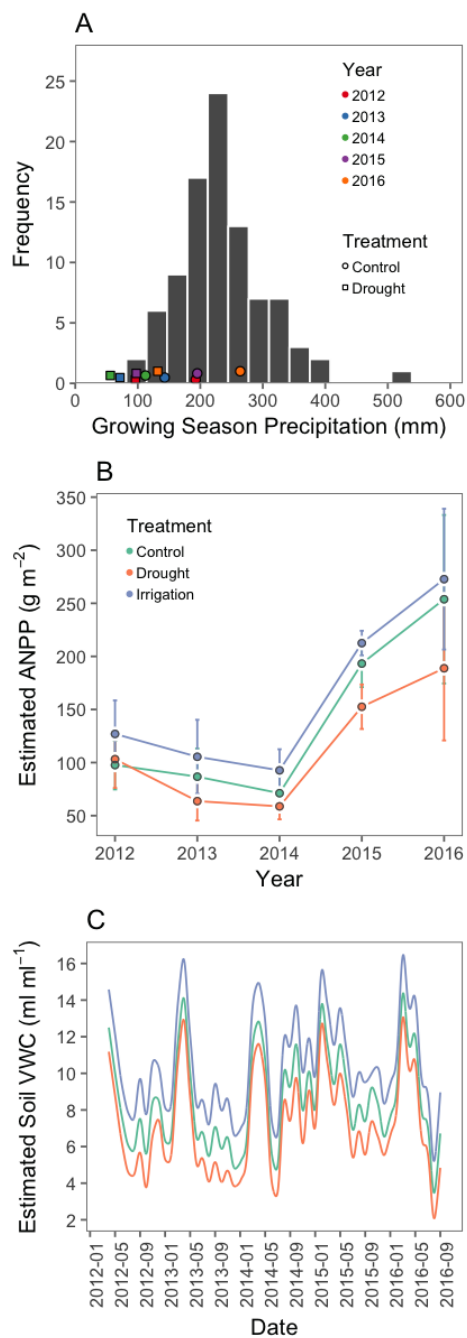 A
Frequency
25
20
15
10
5
0
Year
2012
2013
2014
2015
2016
Treatment
Control
Drought
0 100 200 300 400 500 600
Growing Season Precipitation (mm)
B
Estimated ANPP (g m⁻²)
350
300
250
200
150
100
50
Treatment
Control
Drought
Irrigation
2012 2013 2014 2015 2016
Year
C
Estimated Soil VWC (ml ml⁻¹)
16
14
12
10
8
6
4
2
2012-01
2012-05
2012-09
2013-01
2013-05
2013-09
2014-01
2014-05
2014-09
2015-01
2015-05
2015-09
2016-01
2016-05
2016-09
Date